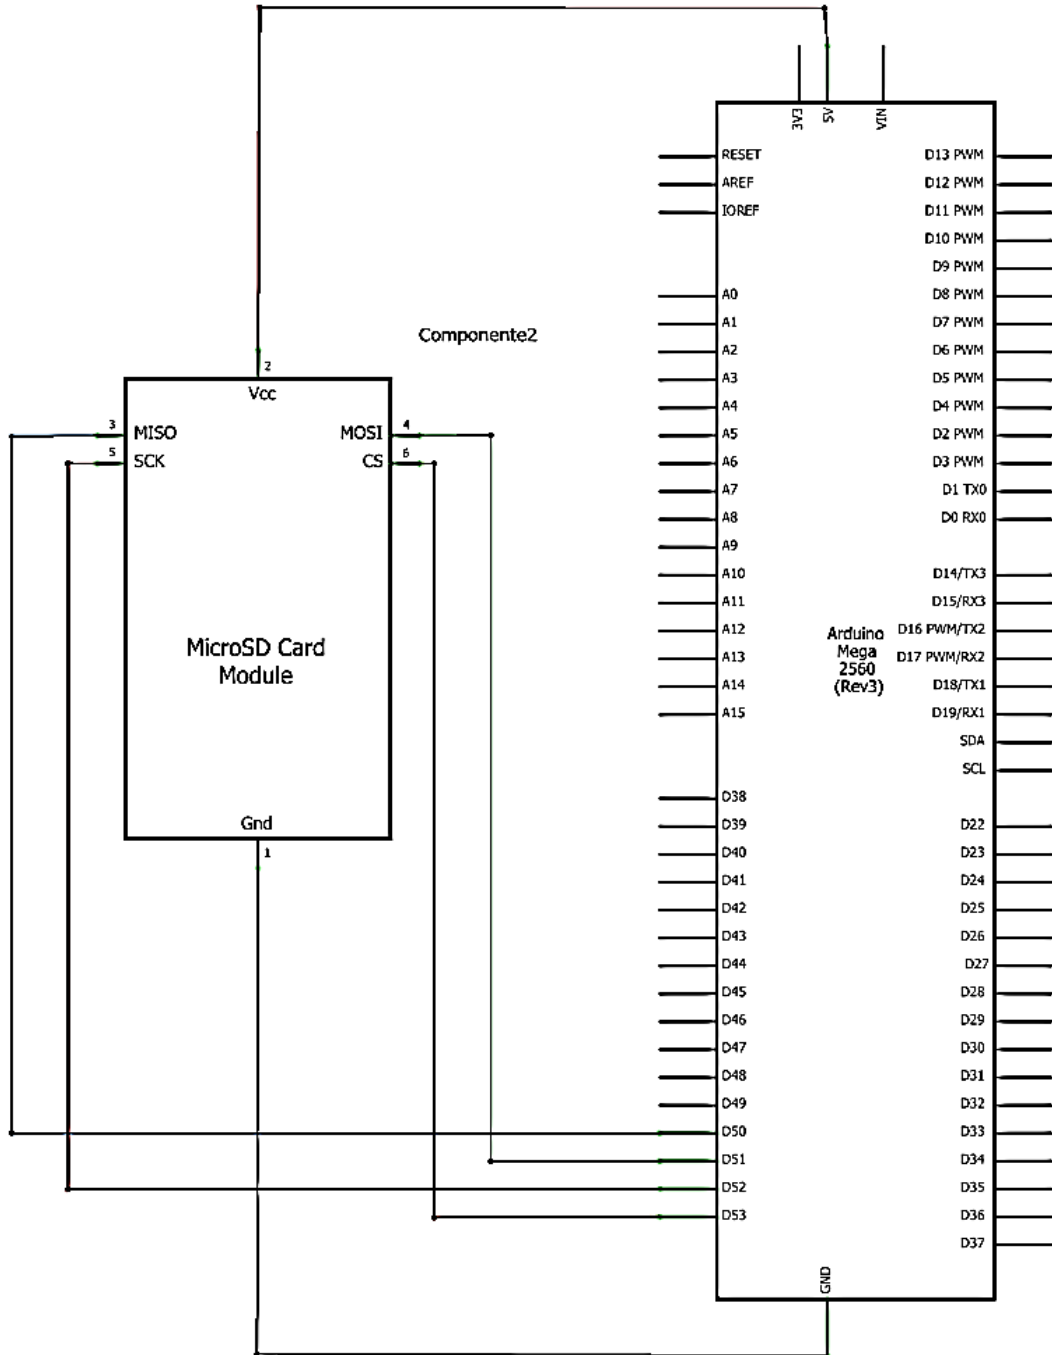 3V3
5V
VIN
RESET
AREF
IOREF
D13 PWM
D12 PWM
D11 PWM
D10 PWM
D9 PWM
D8 PWM
D7 PWM
D6 PWM
D5 PWM
D4 PWM
D2 PWM
D3 PWM
D1 TX0
D0 RX0
A0
A1
A2
A3
A4
A5
A6
A7
A8
A9
A10
A11
A12
A13
A14
A15
D14/TX3
D15/RX3
D16 PWM/TX2
D17 PWM/RX2
D18/TX1
D19/RX1
SDA
SCL
Arduino
Mega
2560
(Rev3)
Componente2
2
Vcc
3
MISO
MOSI
4
5
SCK
CS
6
MicroSD Card
Module
Gnd
1
D38
D39
D40
D41
D42
D43
D44
D45
D46
D47
D48
D49
D50
D51
D52
D53
D22
D23
D24
D25
D26
D27
D28
D29
D30
D31
D32
D33
D34
D35
D36
D37
GND